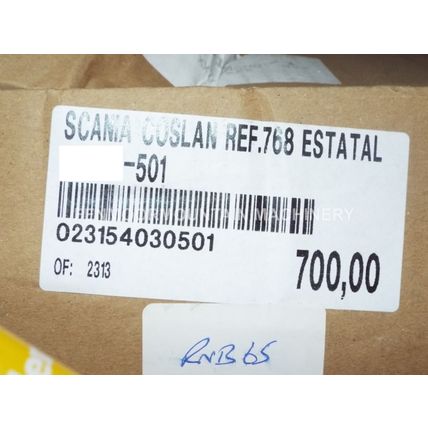 SCANIA COSLAN REF.768 ESTATAL
-501
023154030501
OF: 2313
700,00
RNB65